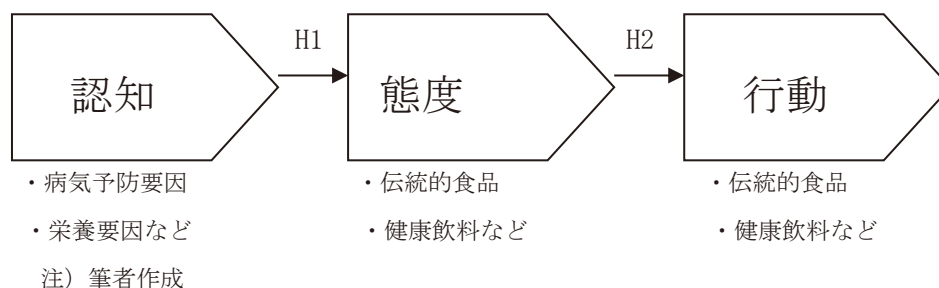 H1
H2
認知
態度
行動
・病気予防要因
・伝統的食品
・伝統的食品
・栄養要因など
・健康飲料など
・健康飲料など
注）筆者作成